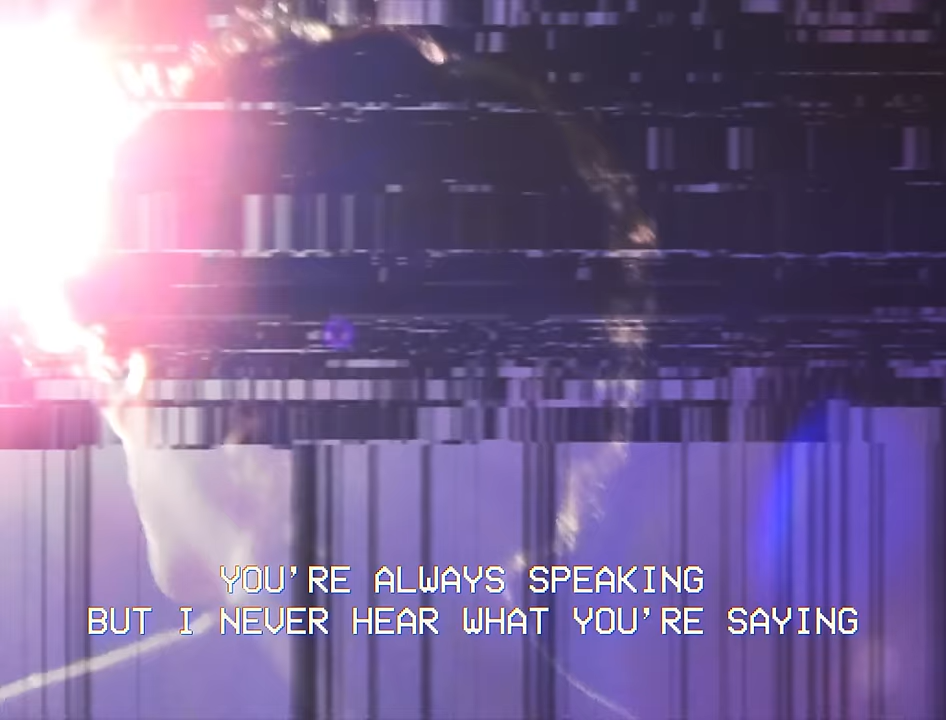 YOU'RE ALWAYS SPEAKING
BUT I NEVER HEAR WHAT YOU'RE SAYING